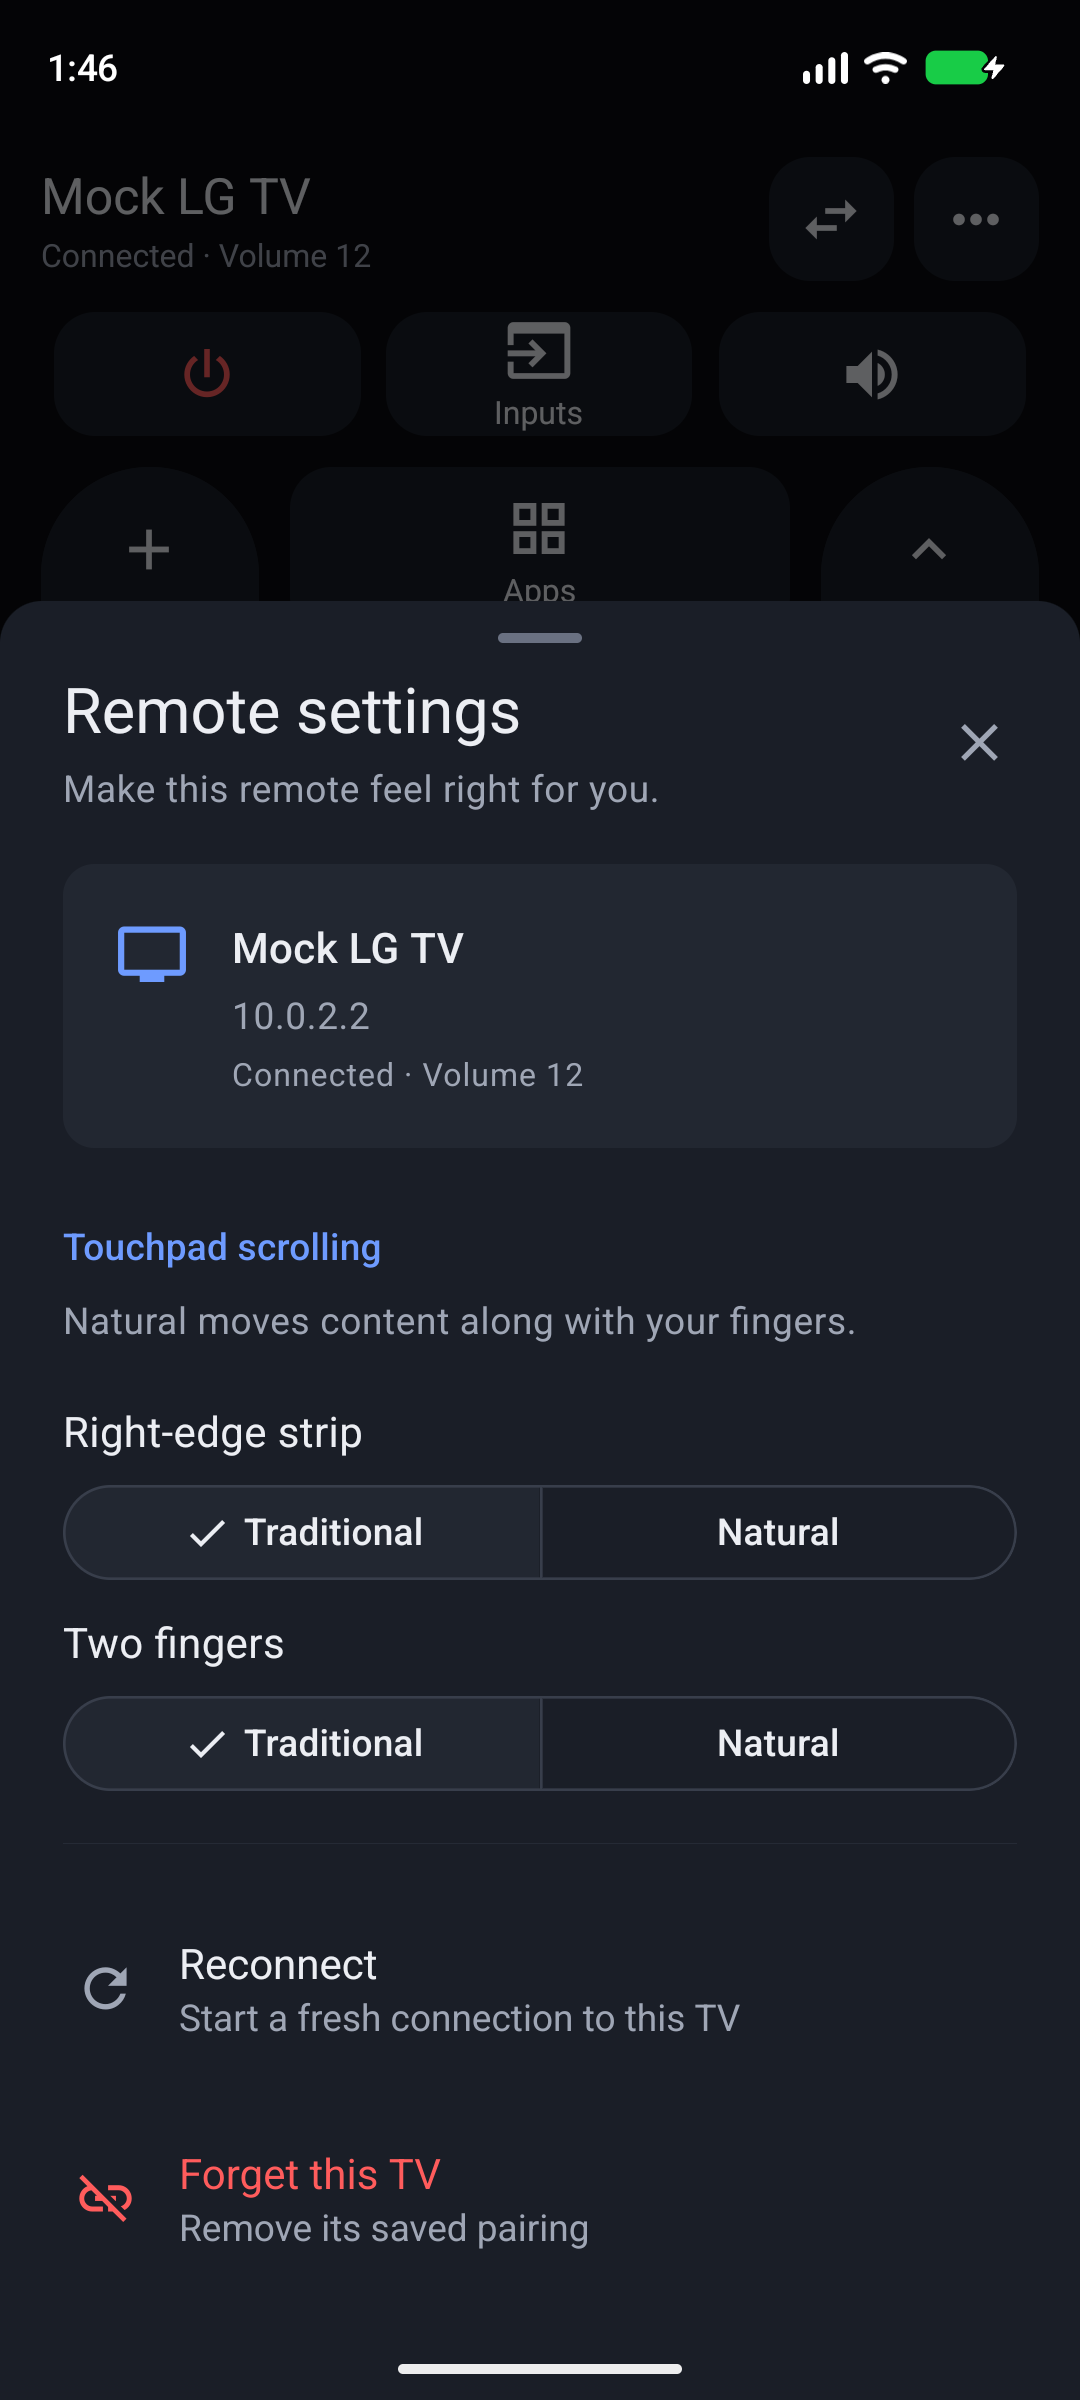 1:46
Mock LG TV
Connected · Volume 12
Inputs
Apps
Remote settings
Make this remote feel right for you.
Mock LG TV
10.0.2.2
Connected · Volume 12
Touchpad scrolling
Natural moves content along with your fingers.
Right-edge strip
Traditional
Natural
Two fingers
Traditional
Natural
Reconnect
Start a fresh connection to this TV
Forget this TV
Remove its saved pairing